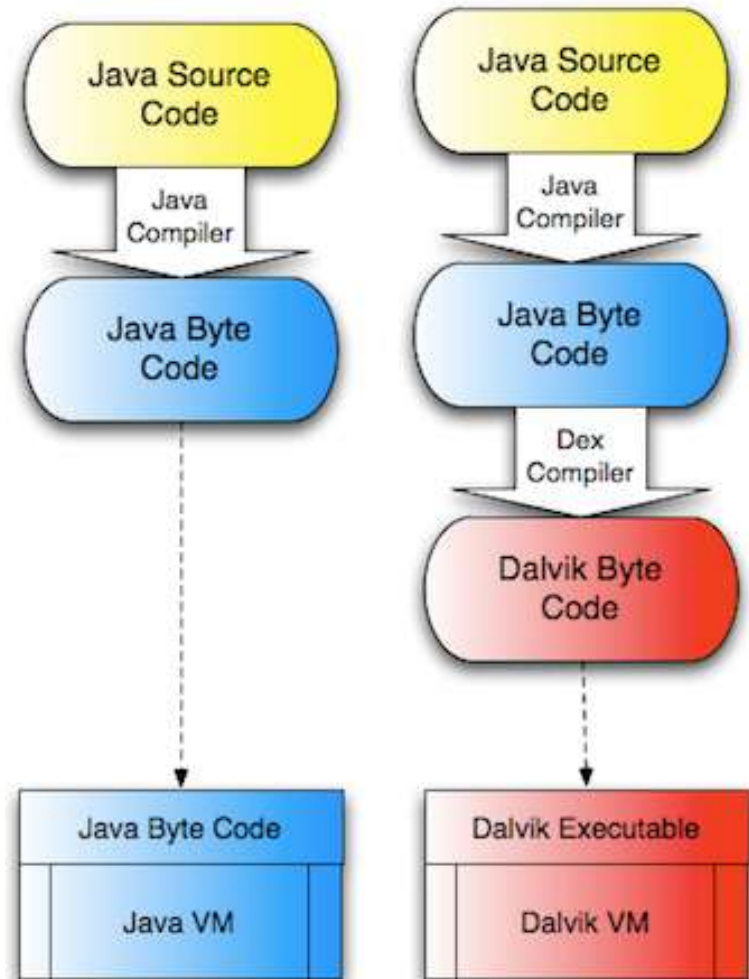 Java Source
Code
Java
Compiler
Java Byte
Code
Java Byte Code
Java VM
Java Source
Code
Java
Compiler
Java Byte
Code
Dex
Compiler
Dalvik Byte
Code
Dalvik Executable
Dalvik VM